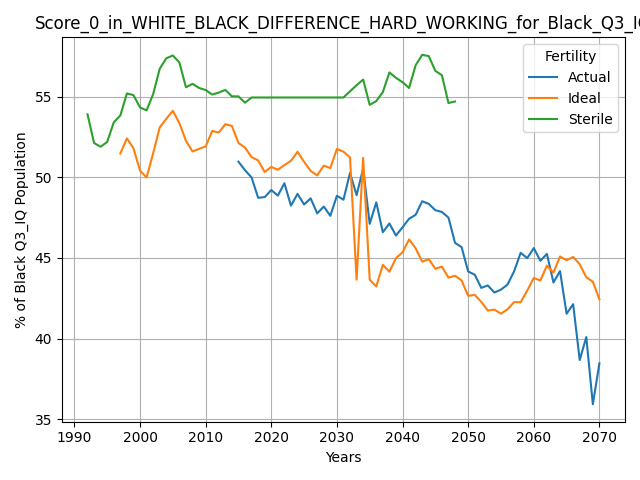 Score_0_in_WHITE_BLACK_DIFFERENCE_HARD_WORKING_for_Black_Q3_IQ
Fertility
Actual
Ideal
Sterile
% of Black Q3_IQ Population
55
50
45
40
35
1990
2000
2010
2020
2030
2040
2050
2060
2070
Years